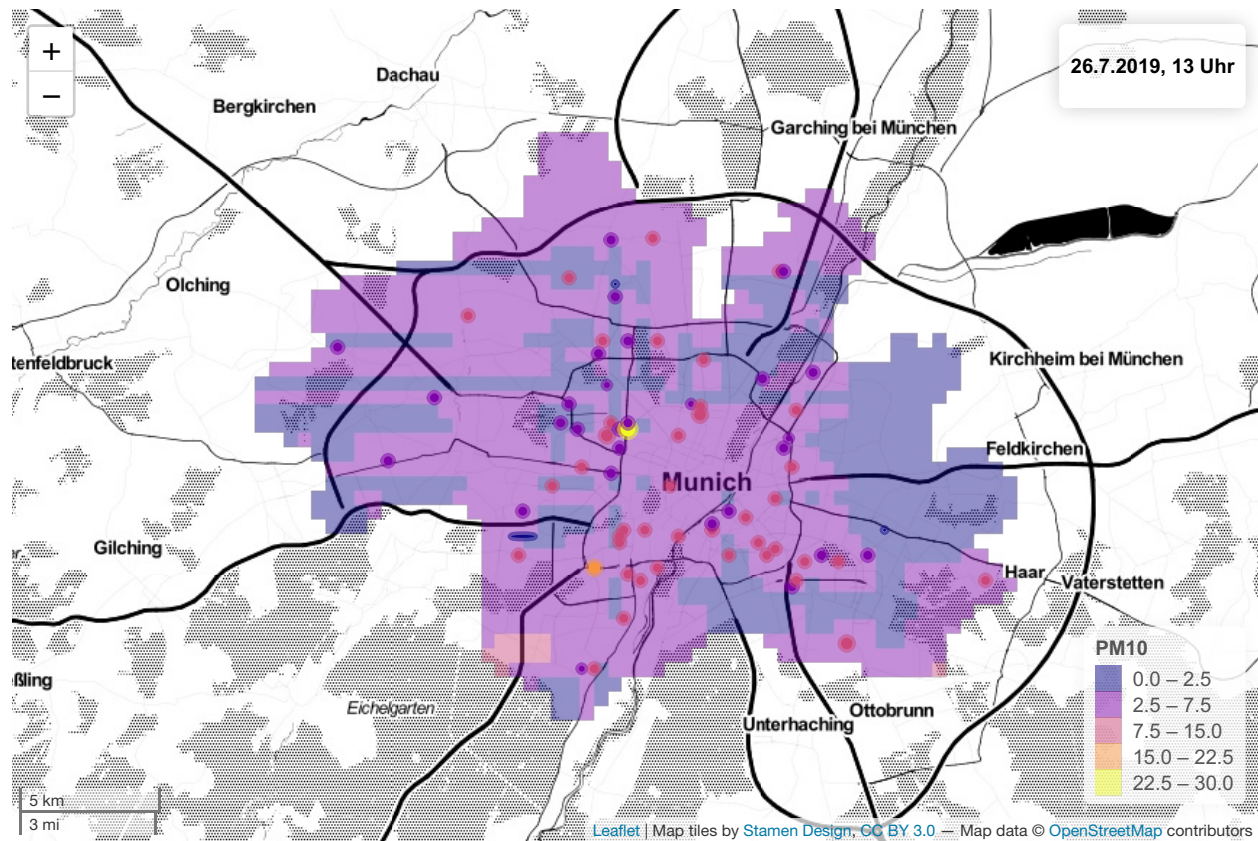 +
−
26.7.2019, 13 Uhr
Dachau
Bergkirchen
Garching bei München
Olching
tenfeldbruck
Kirchheim bei München
Feldkirchen
Munich
Gilching
Haar
Vaterstetten
ßling
Eichelgarten
Ottobrunn
Unterhaching
PM10
0.0 – 2.5
2.5 – 7.5
7.5 – 15.0
15.0 – 22.5
22.5 – 30.0
5 km
3 mi
Leaflet | Map tiles by Stamen Design, CC BY 3.0 — Map data © OpenStreetMap contributors